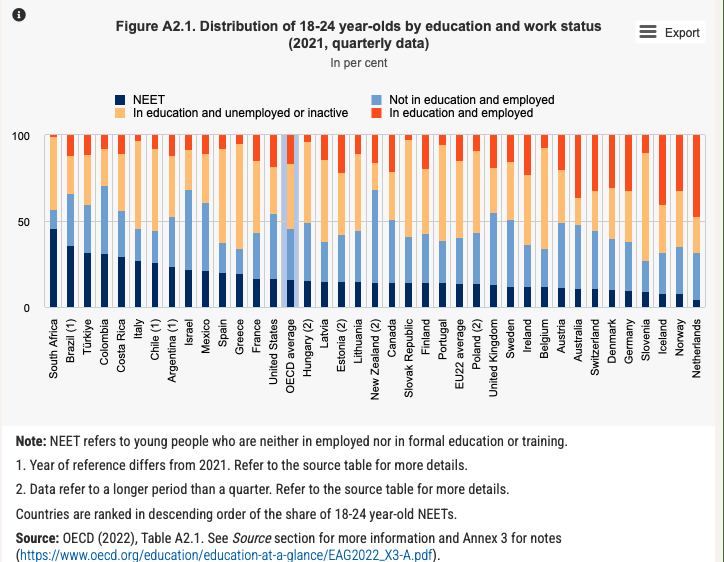 Figure A2.1. Distribution of 18-24 year-olds by education and work status
(2021, quarterly data)
Export
In per cent
NEET
Not in education and employed
In education and unemployed or inactive
In education and employed
100
50
0
South Africa
Brazil (1)
Türkiye
Colombia
Costa Rica
Italy
Chile (1)
Argentina (1)
Israel
Mexico
Spain
Greece
France
United States
OECD average
Hungary (2)
Latvia
Estonia (2)
Lithuania
New Zealand (2)
Canada
Slovak Republic
Finland
Portugal
EU22 average
Poland (2)
United Kingdom
Sweden
Ireland
Belgium
Austria
Australia
Switzerland
Denmark
Germany
Slovenia
Iceland
Norway
Netherlands
Note: NEET refers to young people who are neither in employed nor in formal education or training.
1. Year of reference differs from 2021. Refer to the source table for more details.
2. Data refer to a longer period than a quarter. Refer to the source table for more details.
Countries are ranked in descending order of the share of 18-24 year-old NEETs.
Source: OECD (2022), Table A2.1. See Source section for more information and Annex 3 for notes
(https://www.oecd.org/education/education-at-a-glance/EAG2022_X3-A.pdf).